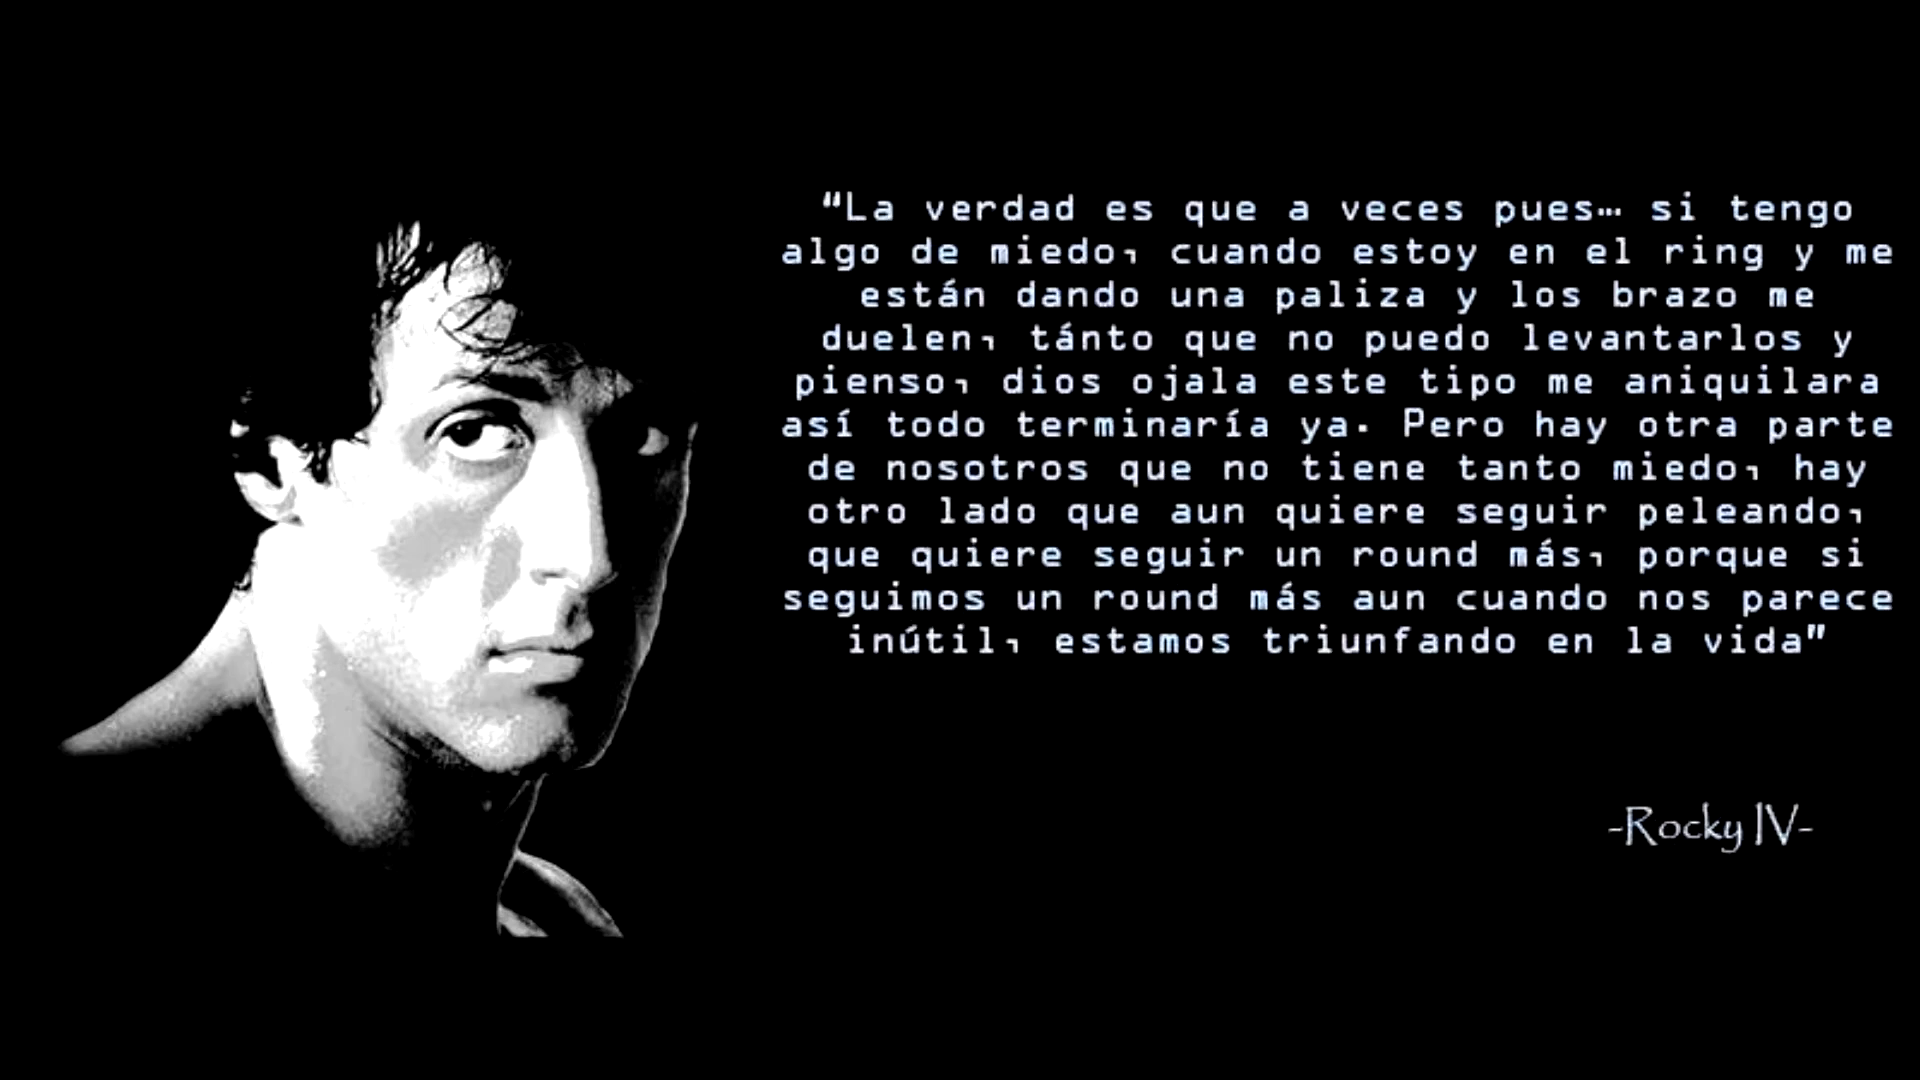 “La verdad es que a veces pues… si tengo
algo de miedo, cuando estoy en el ring y me
están dando una paliza y los brazo me
duelen, tánto que no puedo levantarlos y
pienso, dios ojala este tipo me aniquilara
así todo terminaría ya. Pero hay otra parte
de nosotros que no tiene tanto miedo, hay
otro lado que aun quiere seguir peleando,
que quiere seguir un round más, porque si
seguimos un round más aun cuando nos parece
inútil, estamos triunfando en la vida”
-Rocky IV-